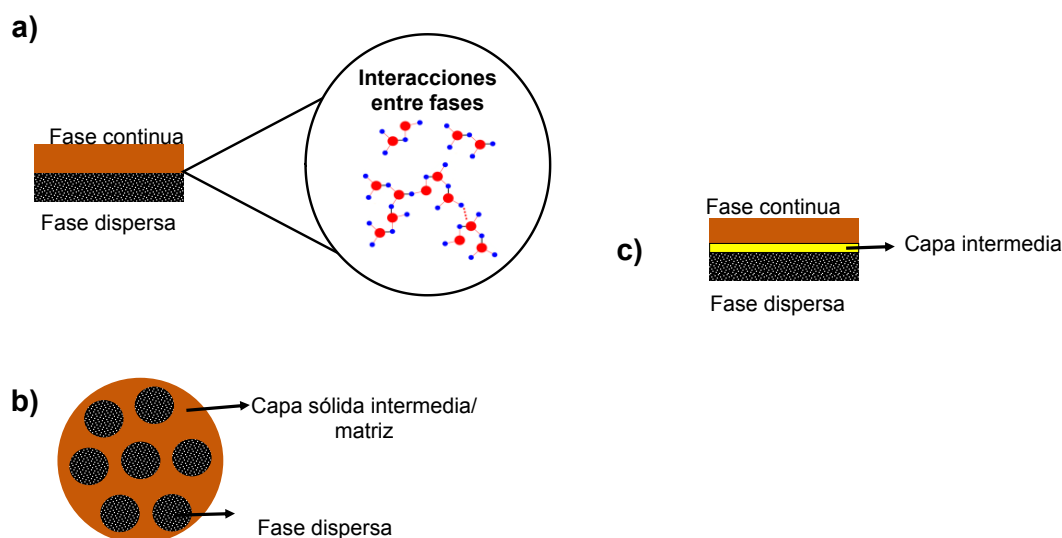 a)
Interacciones
entre fases
Fase continua
Fase dispersa
c)
Fase continua
Capa intermedia
Fase dispersa
b)
Capa sólida intermedia/
matriz
Fase dispersa